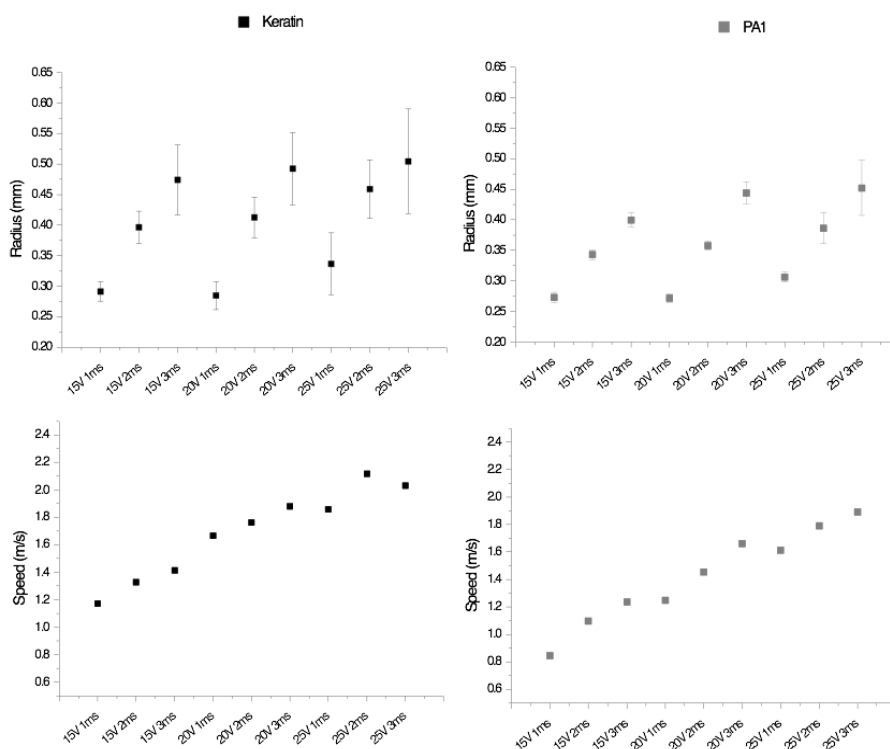 Keratin
PA1
Radius (mm)
0.65
0.60
0.55
0.50
0.45
0.40
0.35
0.30
0.25
0.20
15V 1ms
15V 2ms
15V 3ms
20V 1ms
20V 2ms
20V 3ms
25V 1ms
25V 2ms
25V 3ms
Radius (mm)
0.65
0.60
0.55
0.50
0.45
0.40
0.35
0.30
0.25
0.20
15V 1ms
15V 2ms
15V 3ms
20V 1ms
20V 2ms
20V 3ms
25V 1ms
25V 2ms
25V 3ms
Speed (m/s)
2.4
2.2
2.0
1.8
1.6
1.4
1.2
1.0
0.8
0.6
15V 1ms
15V 2ms
15V 3ms
20V 1ms
20V 2ms
20V 3ms
25V 1ms
25V 2ms
25V 3ms
Speed (m/s)
2.4
2.2
2.0
1.8
1.6
1.4
1.2
1.0
0.8
0.6
15V 1ms
15V 2ms
15V 3ms
20V 1ms
20V 2ms
20V 3ms
25V 1ms
25V 2ms
25V 3ms